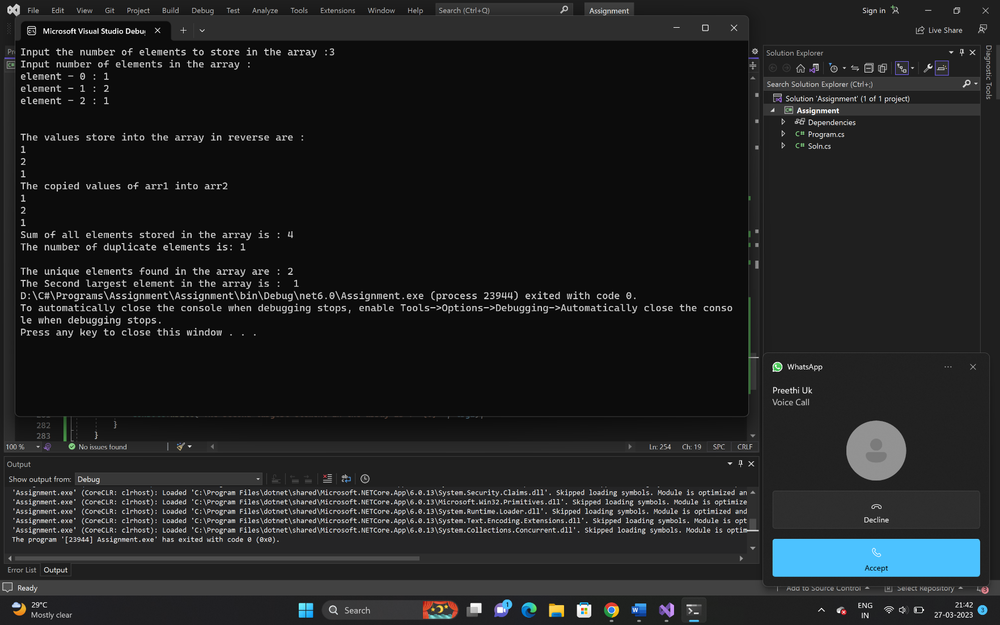 File Edit View Git Project Build Debug Test Analyze Tools Extensions Window Help Search (Ctrl+Q) Assignment Sign in
Microsoft Visual Studio Debu
Live Share
Input the number of elements to store in the array :3
Input number of elements in the array :
element - 0 : 1
element - 1 : 2
element - 2 : 1
The values store into the array in reverse are :
1
2
1
The copied values of arr1 into arr2
1
2
1
Sum of all elements stored in the array is : 4
The number of duplicate elements is: 1
The unique elements found in the array are : 2
The Second largest element in the array is :  1
D:\C#\Programs\Assignment\Assignment\bin\Debug\net6.0\Assignment.exe (process 23944) exited with code 0.
To automatically close the console when debugging stops, enable Tools->Options->Debugging->Automatically close the conso
le when debugging stops.
Press any key to close this window . . .
Solution Explorer
Search Solution Explorer (Ctrl+;)
Solution 'Assignment' (1 of 1 project)
C# Assignment
Dependencies
C# Program.cs
C# Soln.cs
Diagnostic Tools
282 }
283 }
100 % No issues found Ln: 254 Ch: 19 SPC CRLF
Output
Show output from: Debug
'Assignment.exe' (CoreCLR: clrhost): Loaded 'C:\Program Files\dotnet\shared\Microsoft.NETCore.App\6.0.13\System.Security.Claims.dll'. Skipped loading symbols. Module is optimized an
'Assignment.exe' (CoreCLR: clrhost): Loaded 'C:\Program Files\dotnet\shared\Microsoft.NETCore.App\6.0.13\Microsoft.Win32.Primitives.dll'. Skipped loading symbols. Module is optimize
'Assignment.exe' (CoreCLR: clrhost): Loaded 'C:\Program Files\dotnet\shared\Microsoft.NETCore.App\6.0.13\System.Runtime.Loader.dll'. Skipped loading symbols. Module is optimized and
'Assignment.exe' (CoreCLR: clrhost): Loaded 'C:\Program Files\dotnet\shared\Microsoft.NETCore.App\6.0.13\System.Text.Encoding.Extensions.dll'. Skipped loading symbols. Module is opt
'Assignment.exe' (CoreCLR: clrhost): Loaded 'C:\Program Files\dotnet\shared\Microsoft.NETCore.App\6.0.13\System.Collections.Concurrent.dll'. Skipped loading symbols. Module is optim
The program '[23944] Assignment.exe' has exited with code 0 (0x0).
Error List Output
Ready
WhatsApp
Preethi Uk
Voice Call
Decline
Accept
Add to Source Control Select Repository 3
29°C
Mostly clear
Search
1
ENG
IN
21:42
27-03-2023
3